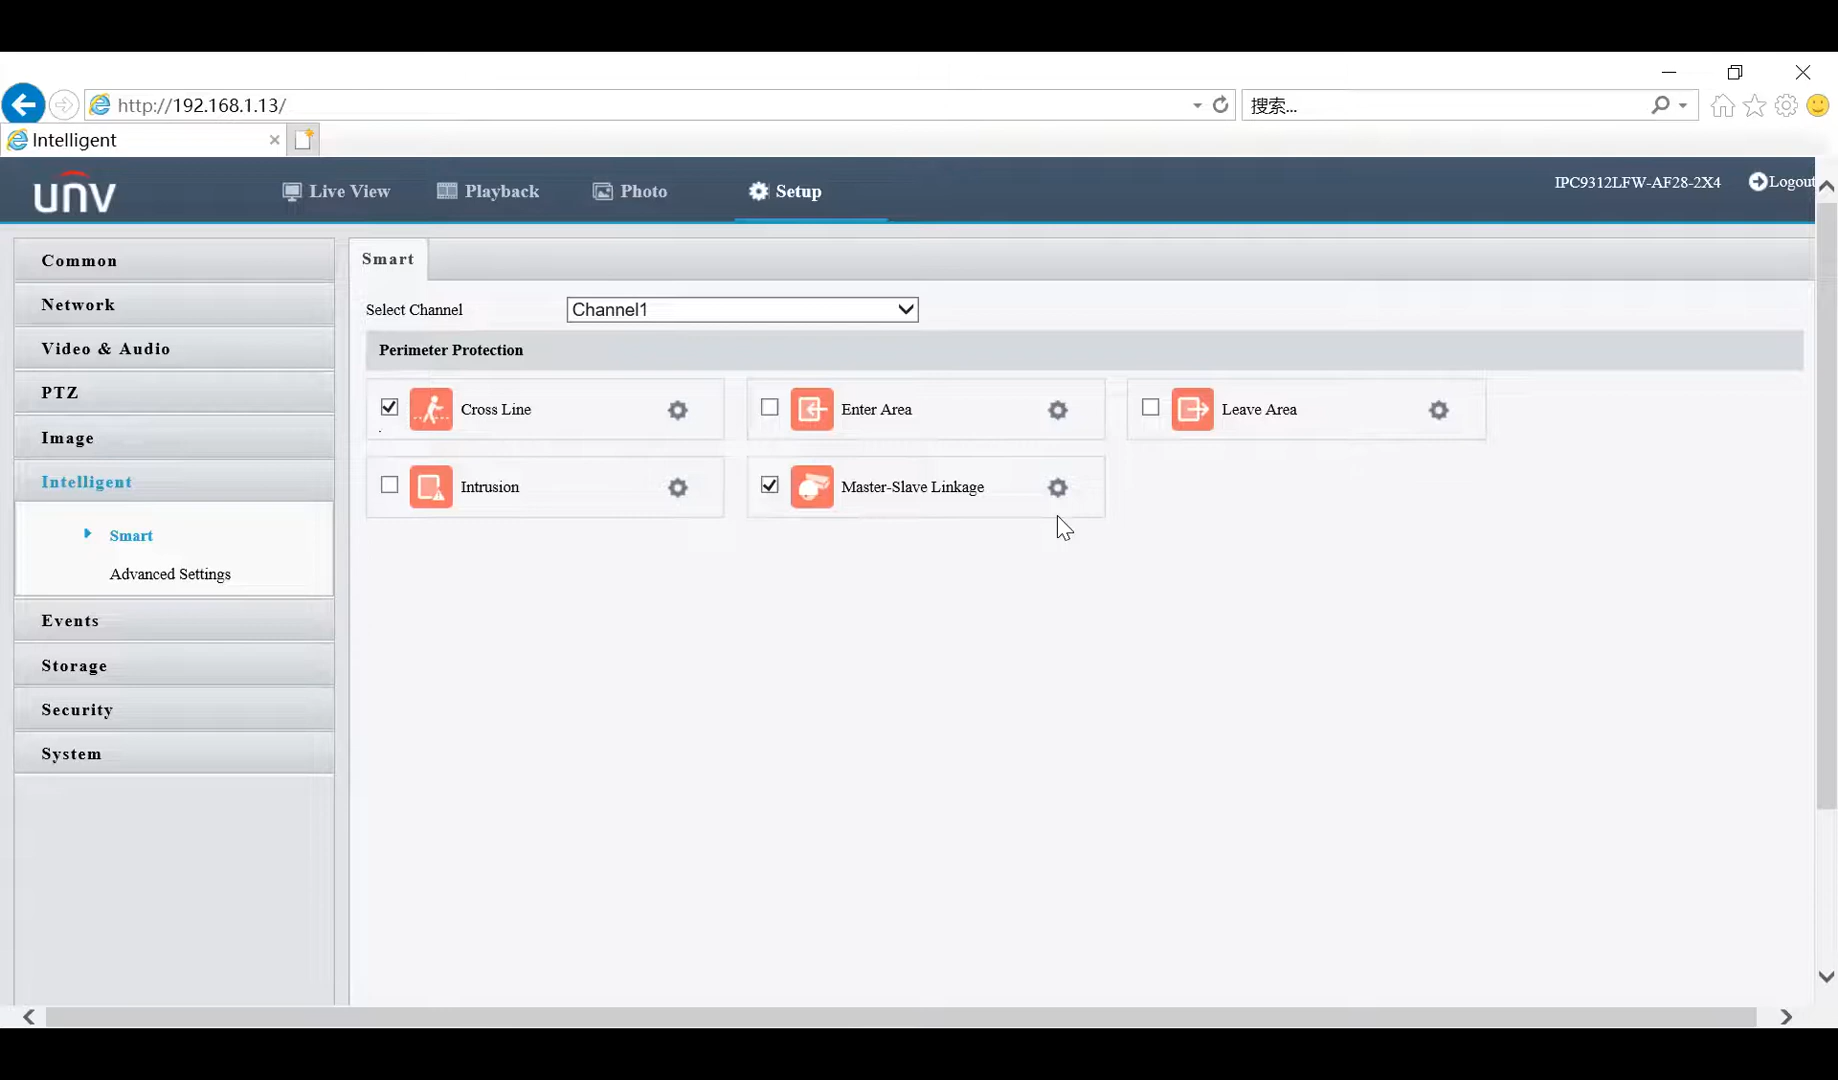 http://192.168.1.13/
搜索...
Intelligent
unv
Live View
Playback
Photo
Setup
IPC9312LFW-AF28-2X4
Logout
Common
Network
Video & Audio
PTZ
Image
Intelligent
Smart
Advanced Settings
Events
Storage
Security
System
Smart
Select Channel
Channel1
Perimeter Protection
Cross Line
Enter Area
Leave Area
Intrusion
Master-Slave Linkage